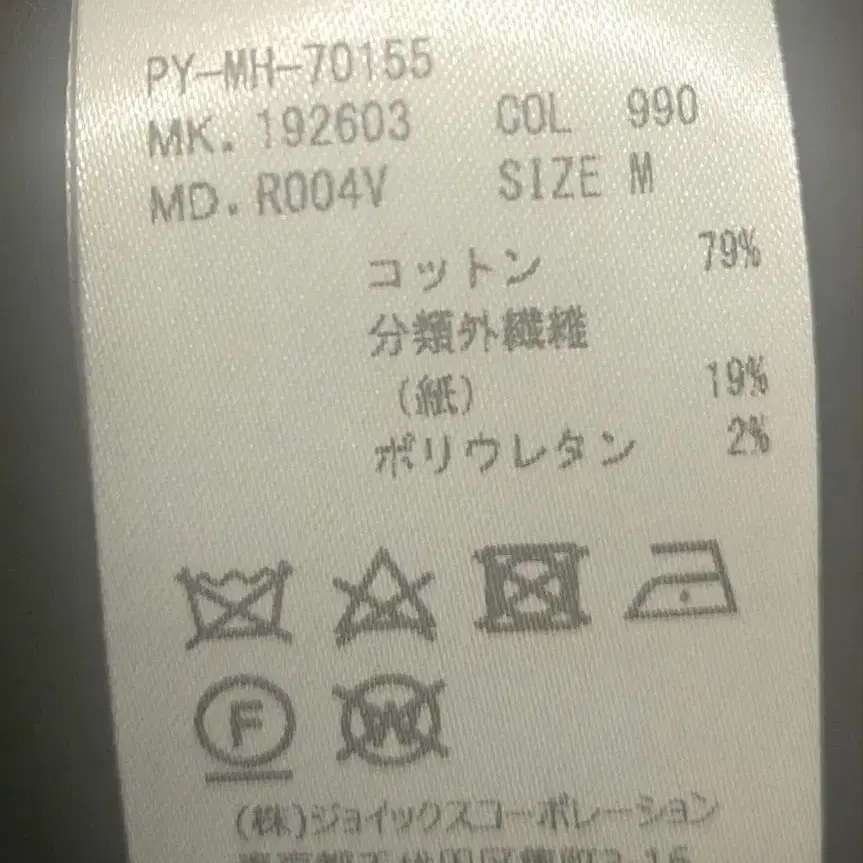 PY-MH-70155
MK. 192603 COL 990
MD. R004V SIZE M
コットン 79%
分類外繊維
(紙) 19%
ポリウレタン 2%
F W
(株)ジョイックスコーポレーション